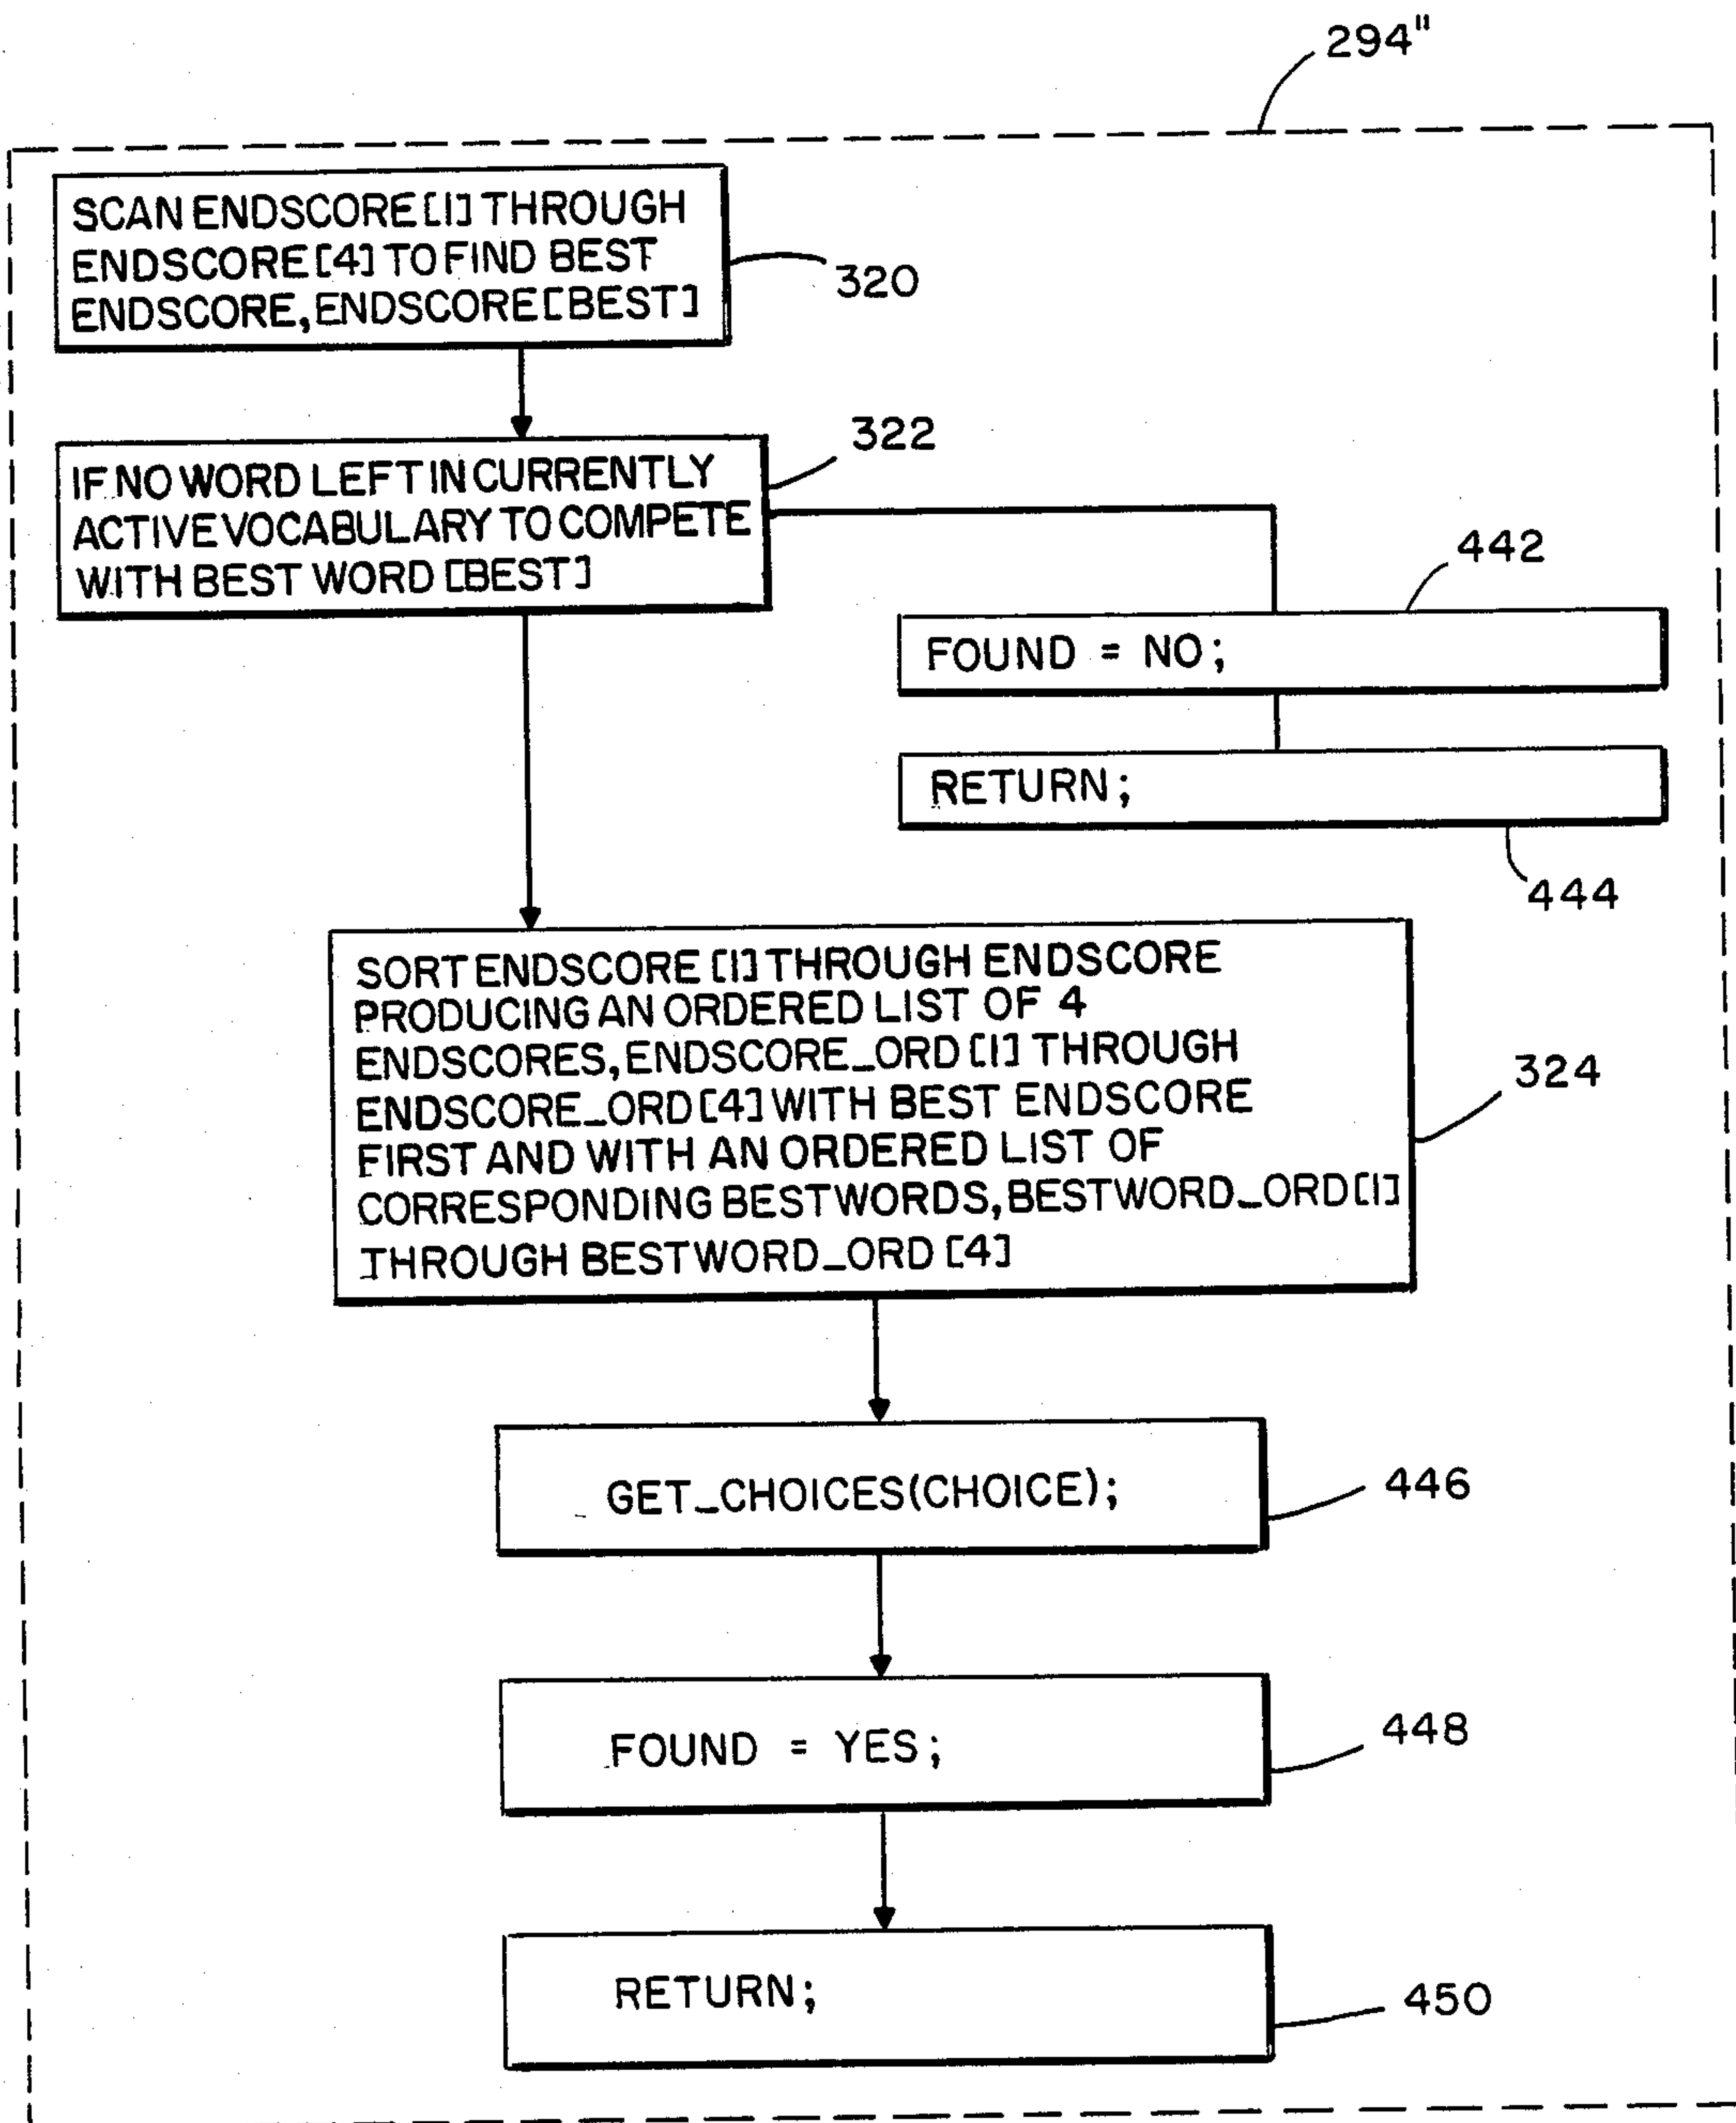 294"
SCAN ENDSCORE[1] THROUGH
ENDSCORE[4] TO FIND BEST
ENDSCORE, ENDSCORE[BEST]
320
322
IF NO WORD LEFT IN CURRENTLY
ACTIVE VOCABULARY TO COMPETE
WITH BEST WORD [BEST]
442
FOUND = NO;
RETURN;
444
SORT ENDSCORE [1] THROUGH ENDSCORE
PRODUCING AN ORDERED LIST OF 4
ENDSCORES, ENDSCORE_ORD [1] THROUGH
ENDSCORE_ORD [4] WITH BEST ENDSCORE
FIRST AND WITH AN ORDERED LIST OF
CORRESPONDING BESTWORDS, BESTWORD_ORD[1]
THROUGH BESTWORD_ORD [4]
324
GET_CHOICES(CHOICE);
446
FOUND = YES;
448
RETURN;
450